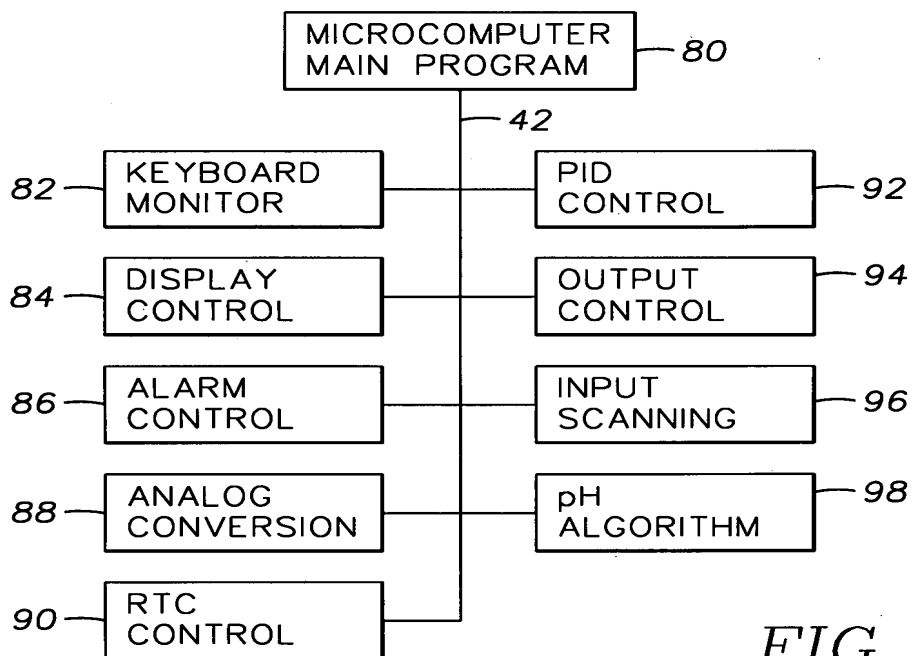 MICROCOMPUTER
MAIN PROGRAM
80
42
82
KEYBOARD
MONITOR
PID
CONTROL
92
84
DISPLAY
CONTROL
OUTPUT
CONTROL
94
86
ALARM
CONTROL
INPUT
SCANNING
96
88
ANALOG
CONVERSION
pH
ALGORITHM
98
90
RTC
CONTROL
FIG